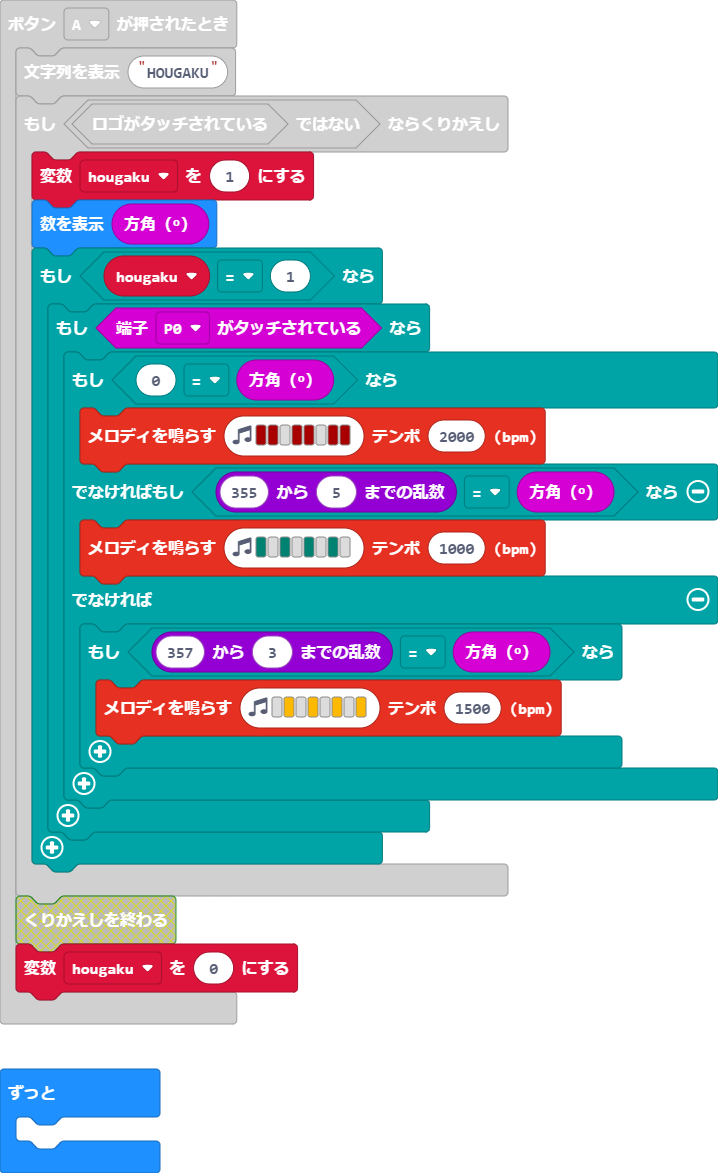 ボタン A が押されたとき
文字列を表示 "HOUGAKU"
もし ロゴがタッチされている ではない ならくりかえし
変数 hougaku を 1 にする
数を表示 方角 (º)
もし hougaku = 1 なら
もし 端子 P0 がタッチされている なら
もし 0 = 方角 (º) なら
メロディを鳴らす テンポ 2000 (bpm)
でなければもし 355 から 5 までの乱数 = 方角 (º) なら
メロディを鳴らす テンポ 1000 (bpm)
でなければ
もし 357 から 3 までの乱数 = 方角 (º) なら
メロディを鳴らす テンポ 1500 (bpm)
くりかえしを終わる
変数 hougaku を 0 にする
ずっと